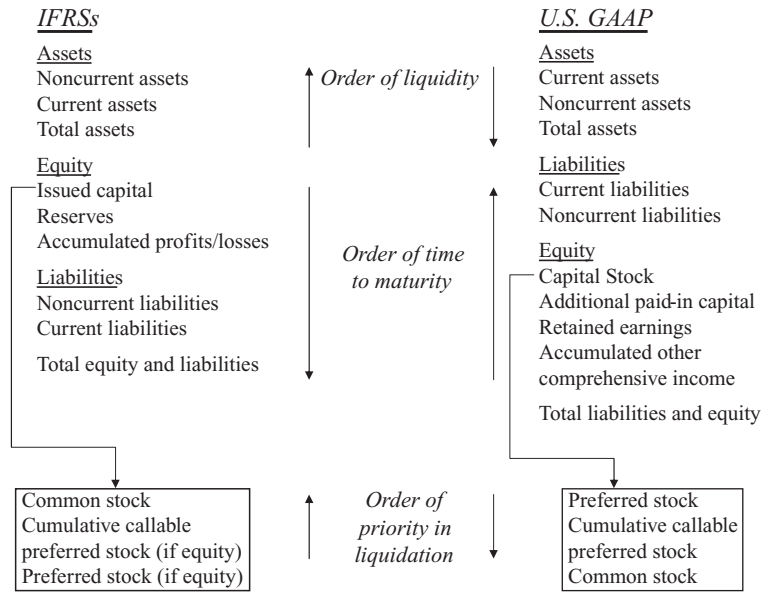 IFRSs
Assets
Noncurrent assets
Current assets
Total assets
Equity
Issued capital
Reserves
Accumulated profits/losses
Liabilities
Noncurrent liabilities
Current liabilities
Total equity and liabilities
Common stock
Cumulative callable
preferred stock (if equity)
Preferred stock (if equity)
Order of liquidity
Order of time
to maturity
Order of
priority in
liquidation
U.S. GAAP
Assets
Current assets
Noncurrent assets
Total assets
Liabilities
Current liabilities
Noncurrent liabilities
Equity
Capital Stock
Additional paid-in capital
Retained earnings
Accumulated other
comprehensive income
Total liabilities and equity
Preferred stock
Cumulative callable
preferred stock
Common stock